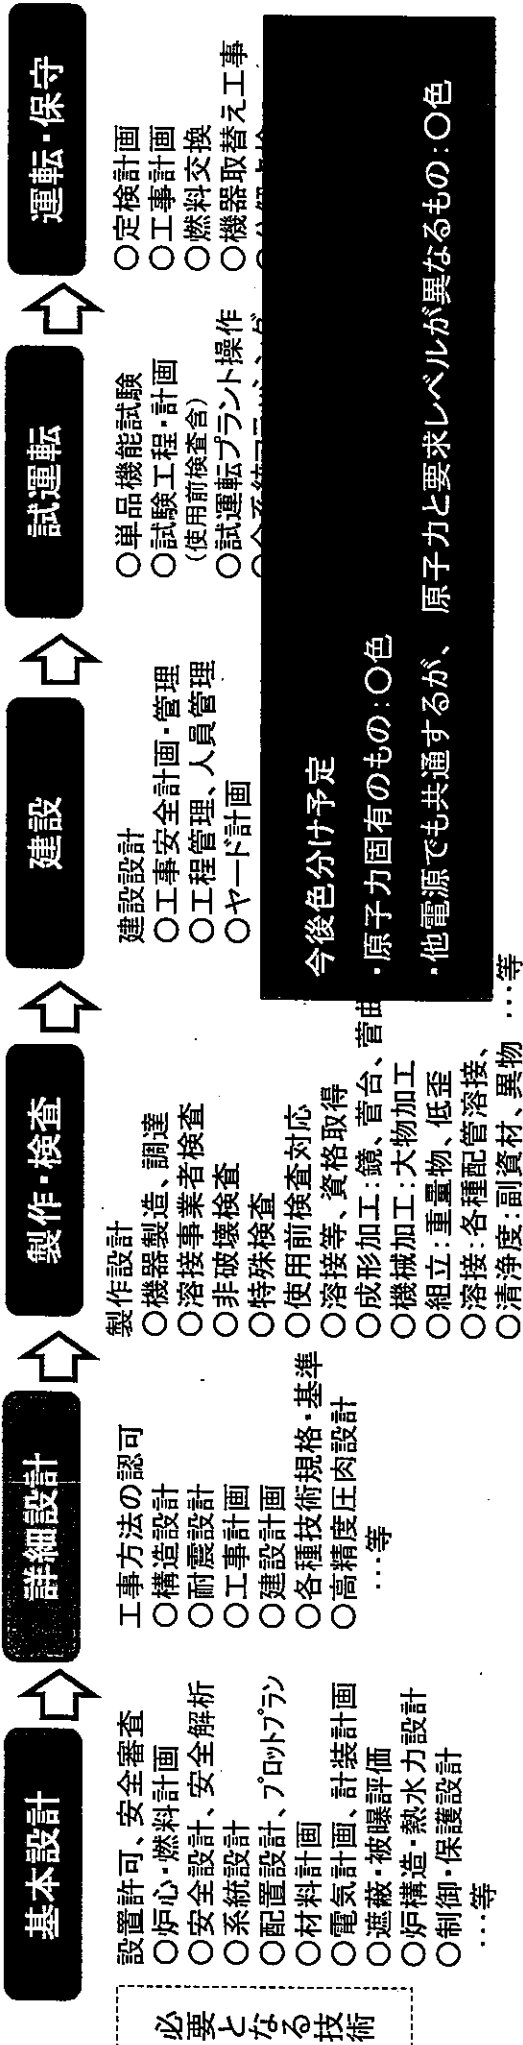 必要となる技術
基本設計
設置許可、安全審査
○炉心・燃料計画
○安全設計、安全解析
○系統設計
○配置設計、プロットプラン
○材料計画
○電気計画、計装計画
○遮蔽・被曝評価
○炉構造・熱水力設計
○制御・保護設計
…等
詳細設計
工事方法の認可
○構造設計
○耐震設計
○工事計画
○建設計画
○各種技術規格・基準
○高精度圧肉設計
…等
製作・検査
製作設計
○機器製造、調達
○溶接事業者検査
○非破壊検査
○特殊検査
○使用前検査対応
○溶接等、資格取得
○成形加工:鏡、菅台、菅曲
○機械加工:大物加工
○組立:重量物、低歪
○溶接:各種配管溶接、
○清浄度:副資材、異物 …等
建設
建設設計
○工事安全計画・管理
○工程管理、人員管理
○ヤード計画
試運転
○単品機能試験
○試験工程・計画
(使用前検査含)
○試運転プラント操作
運転・保守
○定検計画
○工事計画
○燃料交換
○機器取替え工事
今後色分け予定
・原子力固有のもの:○色
・他電源でも共通するが、 原子力と要求レベルが異なるもの:○色